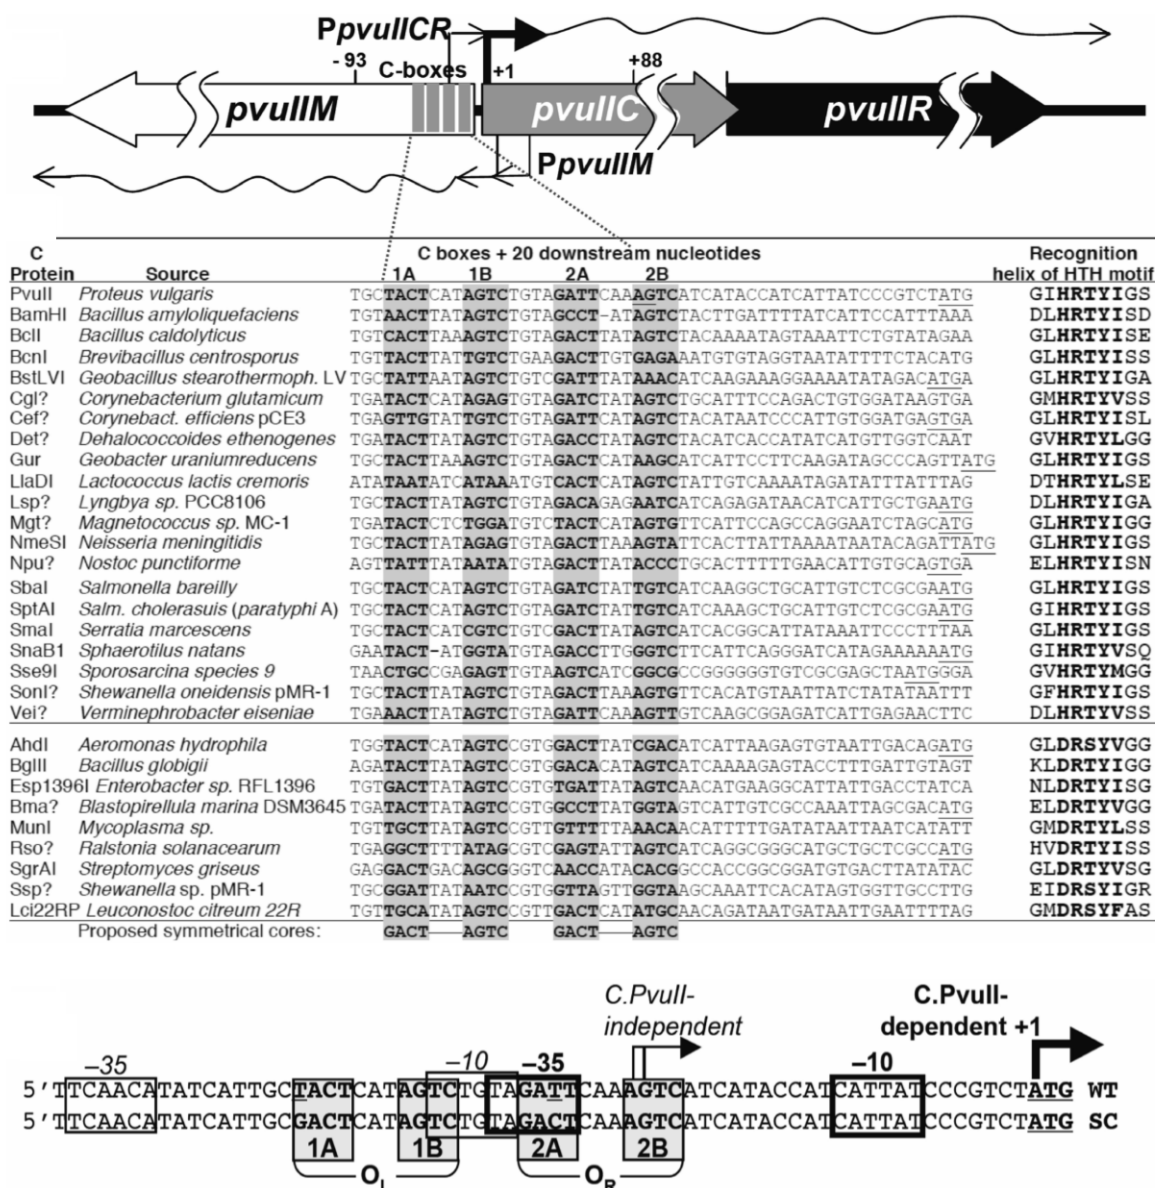 PpvuIICR
- 93 C-boxes +1 +88
pvuIIM pvuIIC pvuIIR
PpvuIIM
C C boxes + 20 downstream nucleotides Recognition
Protein Source 1A 1B 2A 2B helix of HTH motif
PvuII Proteus vulgaris TGCTACTCATAGTCTGTAGATTCAAAGTCATCATACCATCATTATCCCGTCTATG GIHRTYIGS
BamHI Bacillus amyloliquefaciens TGTAACTTATAGTCTGTAGCCT-ATAGTCTACTTGATTTTATCATTCCATTTAAA DLHRTYISD
BclI Bacillus caldolyticus TGTCACTTAAAGTCTGTAGACTTATAGTCTACAAAATAGTAAATTCTGTATAGAA GLHRTYISE
BcnI Brevibacillus centrosporus TGTTACTTATTGTCTGAAGACTTGTGAGAAATGTGTAGGTAATATTTTCTACATG GLHRTYISS
BstLVI Geobacillus stearothermoph. LV TGCTATTAATAGTCTGTCGATTTATAAACATCAAGAAAGGAAAATATAGACATGA GLHRTYIGA
Cgl? Corynebacterium glutamicum TGATACTCATAGAGTGTAGATCTATAGTCTGCATTTCCAGACTGTGGATAAGTGA GMHRTYVSS
Cef? Corynebact. efficiens pCE3 TGAGTTGTATTGTCTGTAGATTCATAGTCTACATAATCCCATTGTGGATGAGTGA GLHRTYISL
Det? Dehalococcoides ethenogenes TGATACTTATAGTCTGTAGACCTATAGTCTACATCACCATATCATGTTGGTCAAT GVHRTYLGG
Gur Geobacter uraniumreducens TGCTACTTAAAGTCTGTAGACTCATAAGCATCATTCCTTCAAGATAGCCCAGTTATG GLHRTYIGS
LlaDI Lactococcus lactis cremoris ATATAATATCATAAATGTCACTCATAGTCTATTGTCAAAATAGATATTTATTTAG DTHRTYLSE
Lsp? Lyngbya sp. PCC8106 TGCTACTTATAGTCTGTAGACAGAGAATCATCAGAGATAACATCATTGCTGAATG DLHRTYIGA
Mgt? Magnetococcus sp. MC-1 TGATACTCTCTGGATGTCTACTCATAGTGTTCATTCCAGCCAGGAATCTAGCATG GLHRTYIGG
NmeSI Neisseria meningitidis TGCTACTTATAGAGTGTAGACTTAAAGTATTCACTTATTAAAATAATACAGATTATG GLHRTYIGS
Npu? Nostoc punctiforme AGTTATTTATAATATGTAGACTTATACCCTGCACTTTTTGAACATTGTGCAGTGA ELHRTYISN
SbaI Salmonella bareilly TGCTACTCATAGTCTGTAGATCTATAGTCATCAAGGCTGCATTGTCTCGCGAATG GLHRTYIGS
SptAI Salm. cholerasuis (paratyphi A) TGCTACTCATAGTCTGTAGATCTATTGTCATCAAAGCTGCATTGTCTCGCGAATG GIHRTYIGS
SmaI Serratia marcescens TGCTACTCATCGTCTGTCGACTTATAGTCATCACGGCATTATAAATTCCCTTTAA GLHRTYIGS
SnaB1 Sphaerotilus natans GAATACT-ATGGTATGTAGACCTTGGGTCTTCATTCAGGGATCATAGAAAAAATG GIHRTYVSQ
Sse9I Sporosarcina species 9 TAACTGCCGAGAGTTGTAAGTCATCGGCGCCGGGGGGTGTCGCGAGCTAATGGGA GVHRTYMGG
SonI? Shewanella oneidensis pMR-1 TGCTACTTATAGTCTGTAGACTTAAAGTGTTCACATGTAATTATCTATATAATTT GFHRTYIGS
Vei? Verminephrobacter eiseniae TGAAACTTATAGTCTGTAGATTCAAAGTTGTCAAGCGGAGATCATTGAGAACTTC DLHRTYVSS
AhdI Aeromonas hydrophila TGGTACTCATAGTCCGTGGACTTATCGACATCATTAAGAGTGTAATTGACAGATG GLDRSYVGG
BglII Bacillus globigii AGATACTTATAGTCCGTGGACACATAGTCATCAAAAGAGTACCTTTGATTGTAGT KLDRTYIGG
Esp1396I Enterobacter sp. RFL1396 TGTGACTTATAGTCCGTGTGATTATAGTCAACATGAAGGCATTATTGACCTATCA NLDRTYISG
Bma? Blastopirellula marina DSM3645 TGATACTTATAGTCCGTGGCCTTATGGTAGTCATTGTCGCCAAATTAGCGACATG ELDRTYVGG
MunI Mycoplasma sp. TGTTGCTTATAGTCCGTTGTTTTTAAACAACATTTTTGATATAATTAATCATATT GMDRTYLSS
Rso? Ralstonia solanacearum TGAGGCTTTTATAGCGTCGAGTATTAGTCATCAGGCGGGCATGCTGCTCGCCATG HVDRTYISS
SgrAI Streptomyces griseus GAGGACTGACAGCGGGTCAACCATACACGCGCCACCGCGGATGTGACTTATATAC GLDRTYVSG
Ssp? Shewanella sp. pMR-1 TGCGGATTATAATCCGTGGTTAGTTGGTAAGCAAATTCACATAGTGGTTGCCTTG EIDRSYIGR
Lci22RP Leuconostoc citreum 22R TGTTGCATATAGTCCGTTGACTCATATGCAACAGATAATGATAATTGAATTTTAG GMDRSYFAS
Proposed symmetrical cores: GACT AGTC GACT AGTC
C.PvuII- C.PvuII-
independent dependent +1
–35 –10 –35 –10
5'TTCAACATATCATTGCTACTCATAGTCTGTAGATTCAAAGTCATCATACCATCATTATCCCGTCTATG WT
5'TTCAACATATCATTGCGACTCATAGTCTGTAGACTCAAAGTCATCATACCATCATTATCCCGTCTATG SC
1A 1B 2A 2B
OL OR